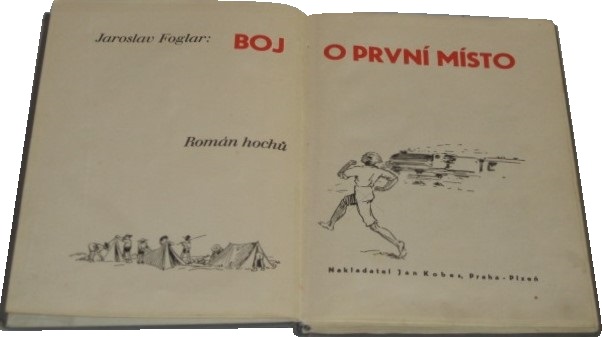 Jaroslav Foglar: BOJ O PRVNÍ MÍSTO
Román hochů
Nakladatel Jan Kobes, Praha - Plzeň